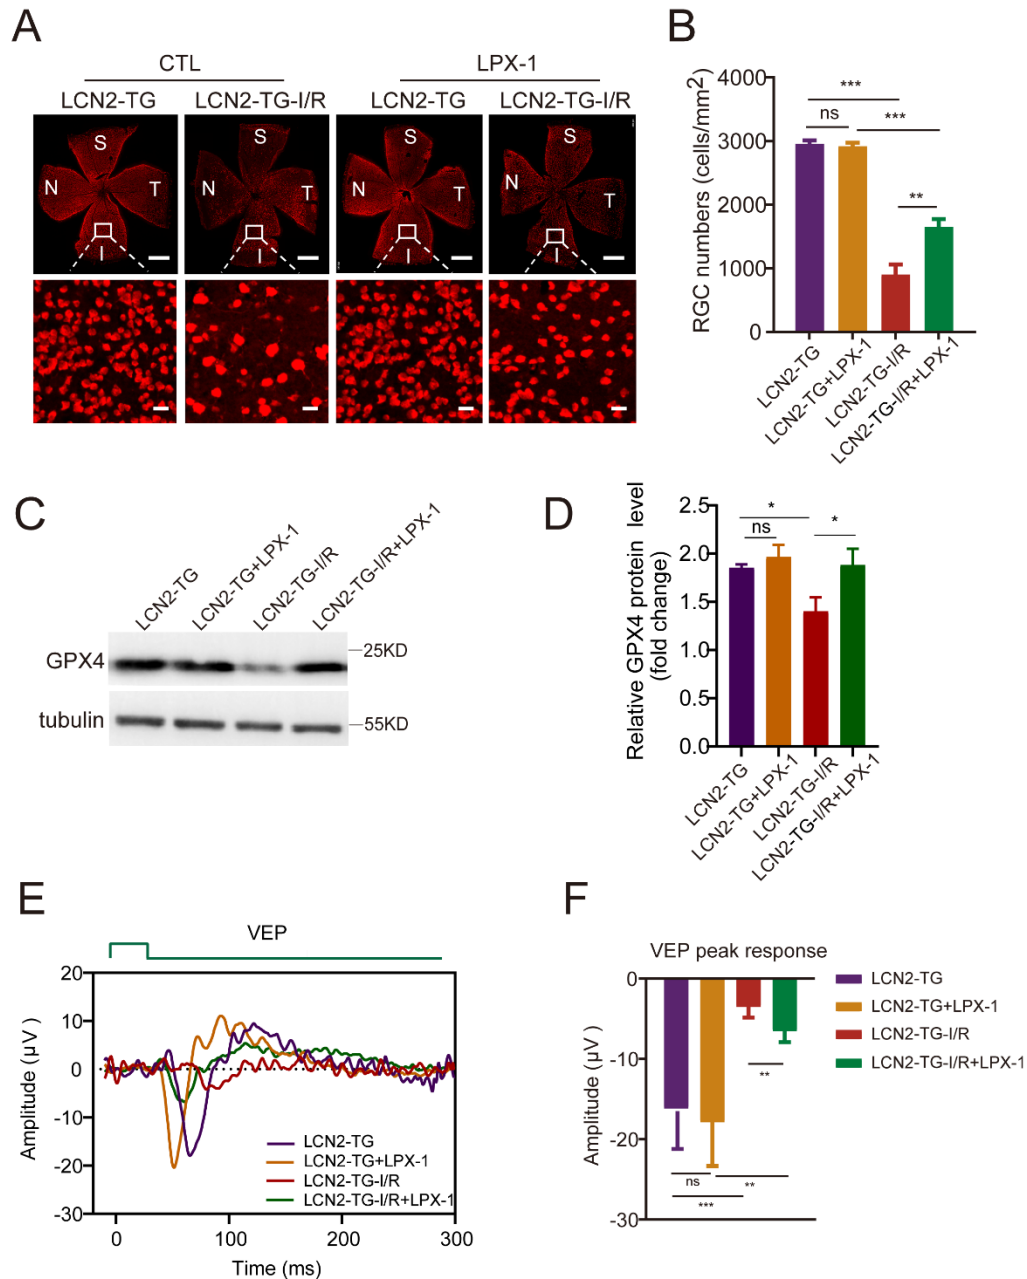 A
CTL
LPX-1
LCN2-TG
LCN2-TG-I/R
LCN2-TG
LCN2-TG-I/R
S
N
T
I
S
N
T
I
S
N
T
I
S
N
T
I
B
RGC numbers (cells/mm²)
4000
3000
2000
1000
0
***
ns
***
**
LCN2-TG
LCN2-TG+LPX-1
LCN2-TG-I/R
LCN2-TG-I/R+LPX-1
C
LCN2-TG
LCN2-TG+LPX-1
LCN2-TG-I/R
LCN2-TG-I/R+LPX-1
GPX4
25KD
tubulin
55KD
D
Relative GPX4 protein level
(fold change)
2.5
2.0
1.5
1.0
0.5
0.0
*
ns
*
LCN2-TG
LCN2-TG+LPX-1
LCN2-TG-I/R
LCN2-TG-I/R+LPX-1
E
VEP
Amplitude (µV)
20
10
0
-10
-20
-30
LCN2-TG
LCN2-TG+LPX-1
LCN2-TG-I/R
LCN2-TG-I/R+LPX-1
0
100
200
300
Time (ms)
F
VEP peak response
Amplitude (µV)
0
-10
-20
-30
**
ns
**
***
LCN2-TG
LCN2-TG+LPX-1
LCN2-TG-I/R
LCN2-TG-I/R+LPX-1